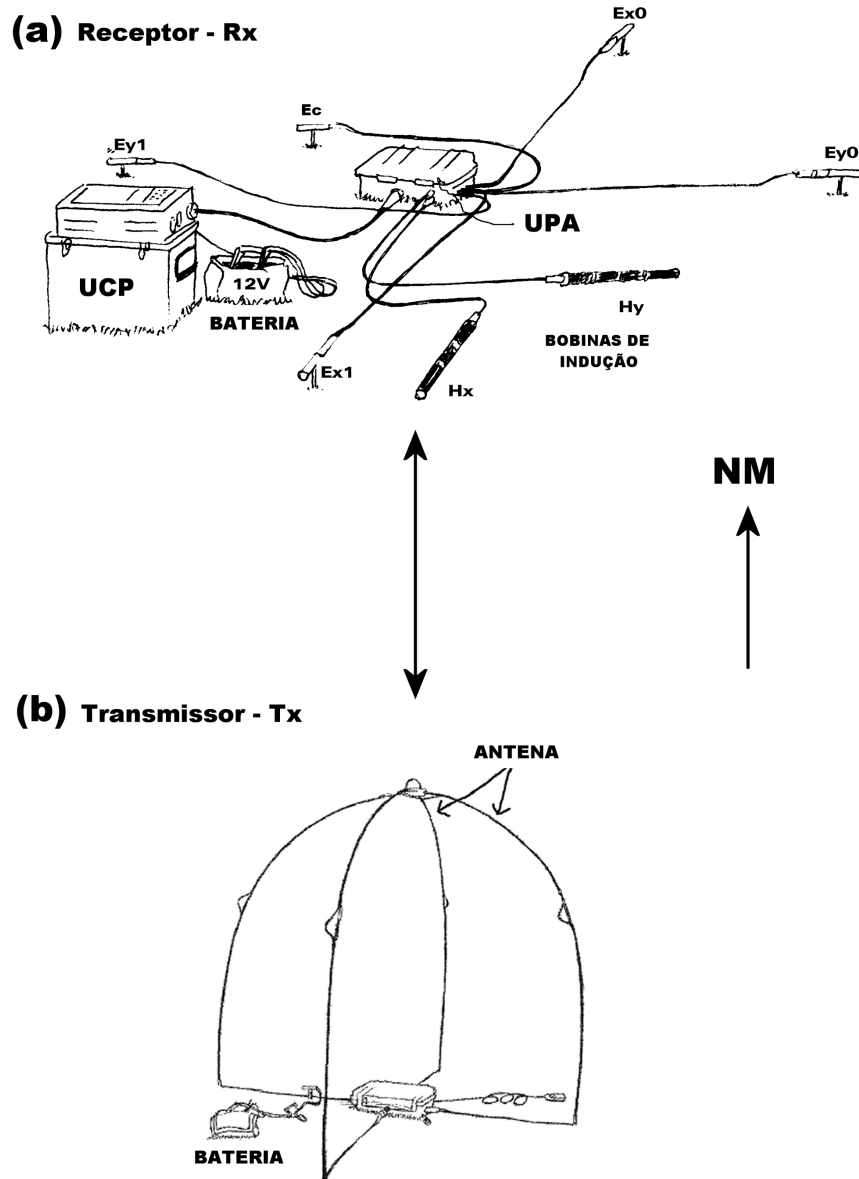 (a) Receptor - Rx
Ex0
Ec
Ey1
Ey0
UPA
UCP
12V
BATERIA
Hy
BOBINAS DE
INDUÇÃO
Ex1
Hx
NM
(b) Transmissor - Tx
ANTENA
BATERIA